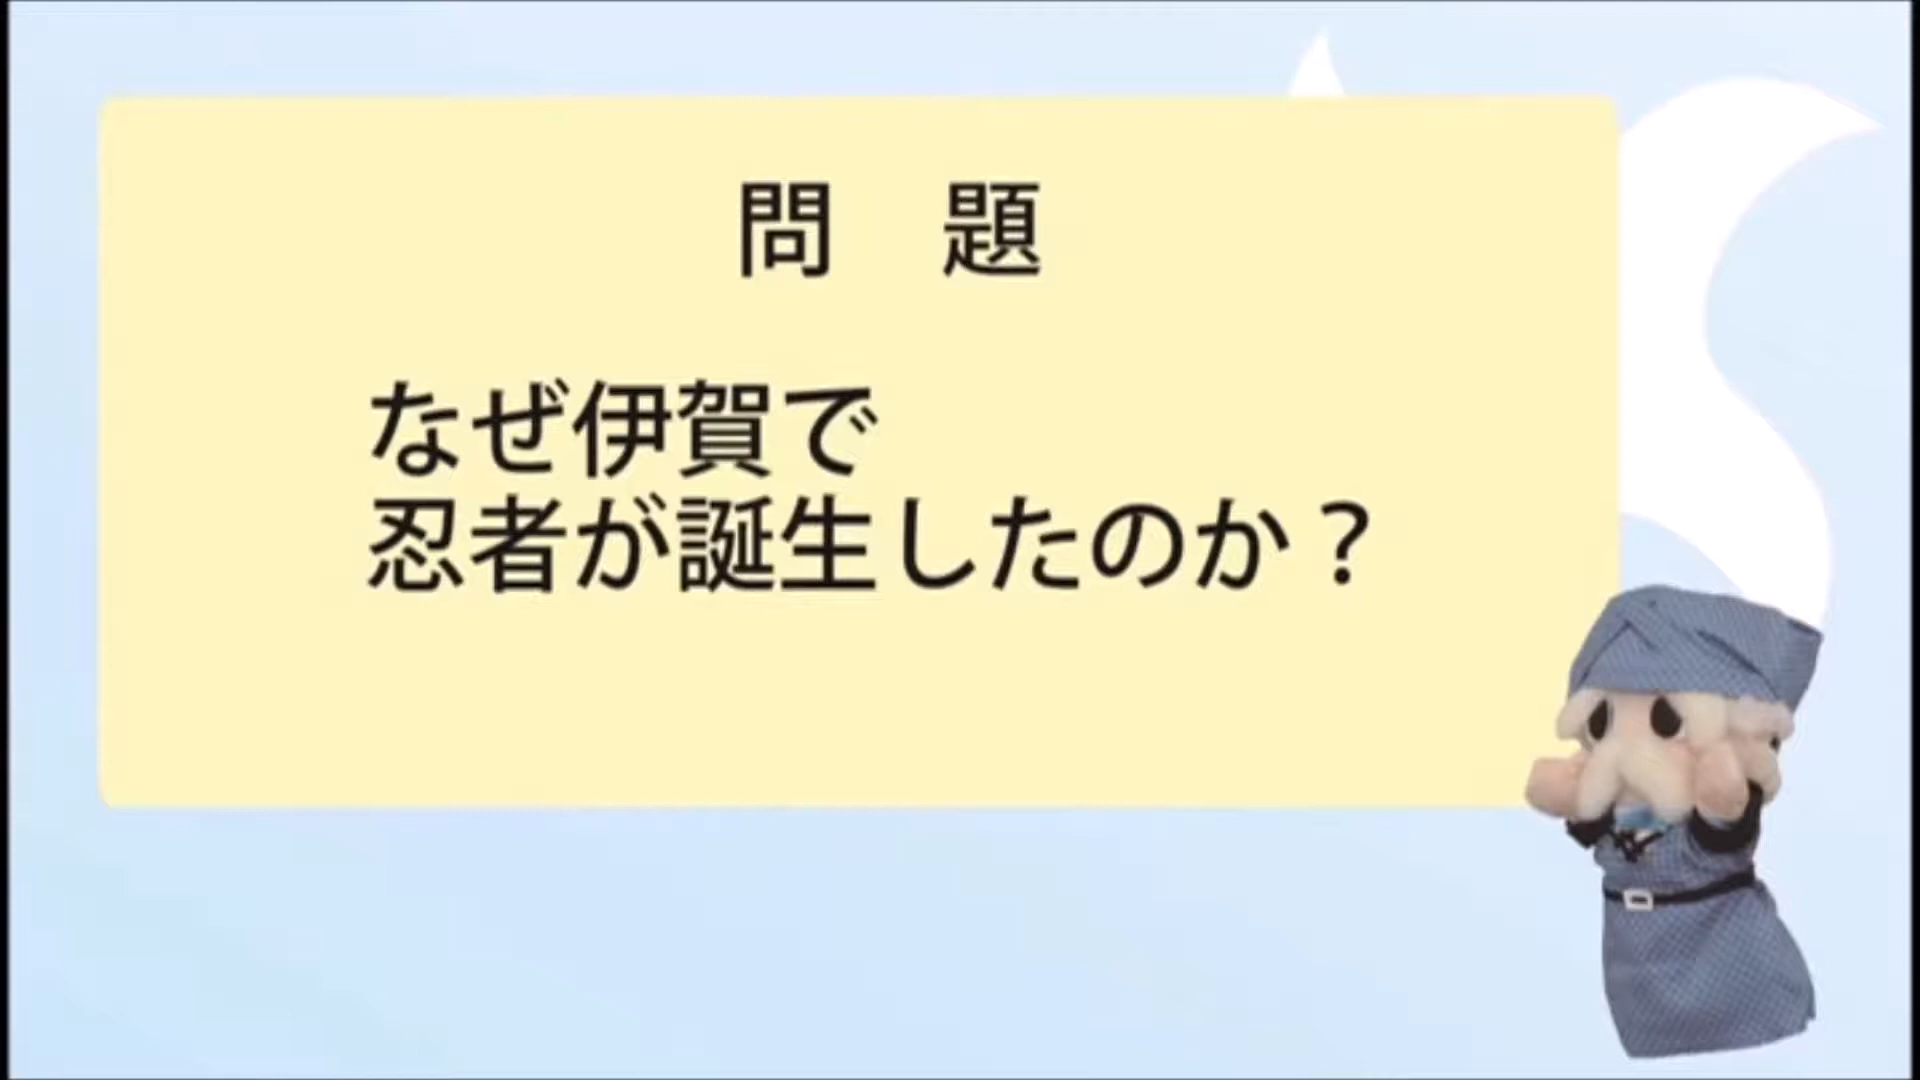 問　題
なぜ伊賀で
忍者が誕生したのか？